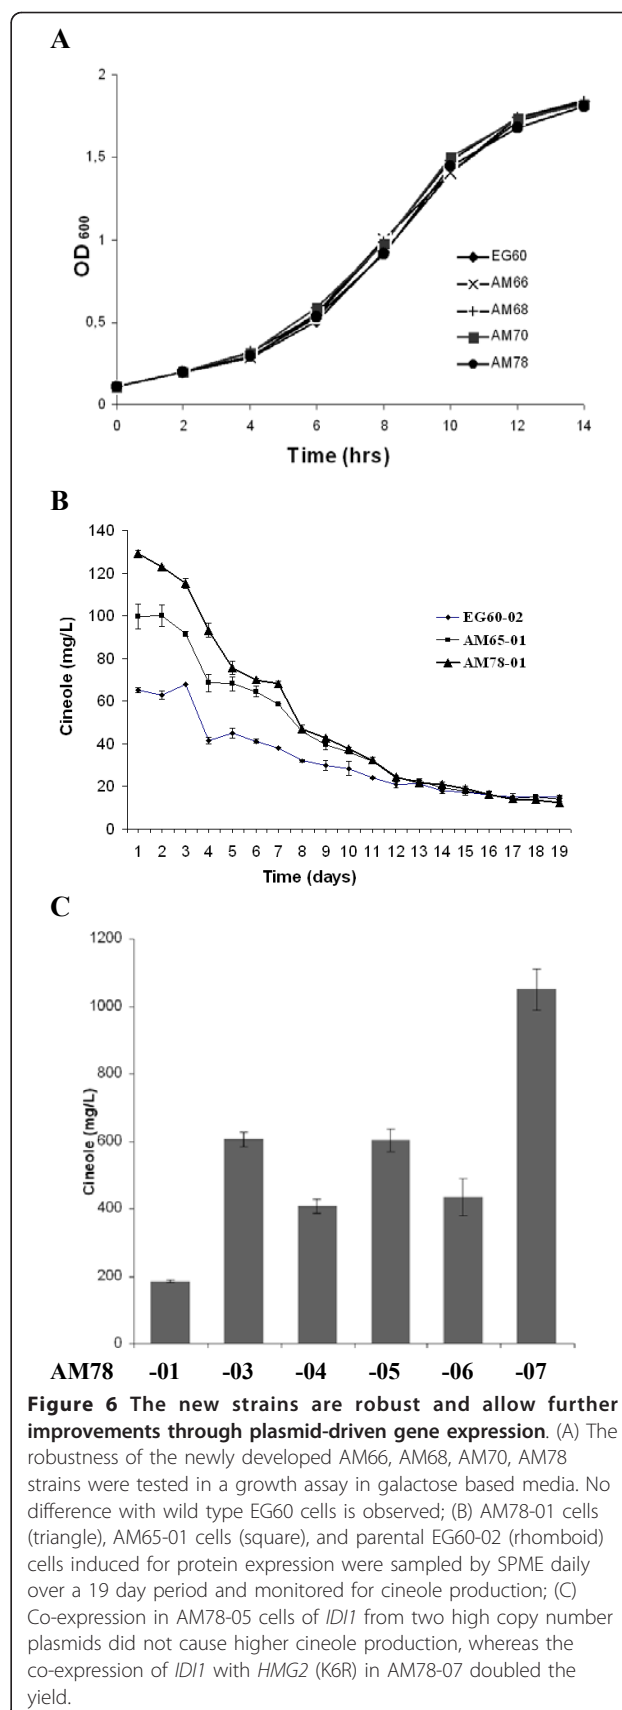 A
2
1,5
1
0,5
0
OD 600
0 2 4 6 8 10 12 14
Time (hrs)
EG60
AM66
AM68
AM70
AM78
B
140
120
100
80
60
40
20
0
Cineole (mg/L)
1 2 3 4 5 6 7 8 9 10 11 12 13 14 15 16 17 18 19
Time (days)
EG60-02
AM65-01
AM78-01
C
1200
1000
800
600
400
200
0
Cineole (mg/L)
AM78 -01 -03 -04 -05 -06 -07
Figure 6 The new strains are robust and allow further
improvements through plasmid-driven gene expression. (A) The
robustness of the newly developed AM66, AM68, AM70, AM78
strains were tested in a growth assay in galactose based media. No
difference with wild type EG60 cells is observed; (B) AM78-01 cells
(triangle), AM65-01 cells (square), and parental EG60-02 (rhomboid)
cells induced for protein expression were sampled by SPME daily
over a 19 day period and monitored for cineole production; (C)
Co-expression in AM78-05 cells of IDI1 from two high copy number
plasmids did not cause higher cineole production, whereas the
co-expression of IDI1 with HMG2 (K6R) in AM78-07 doubled the
yield.